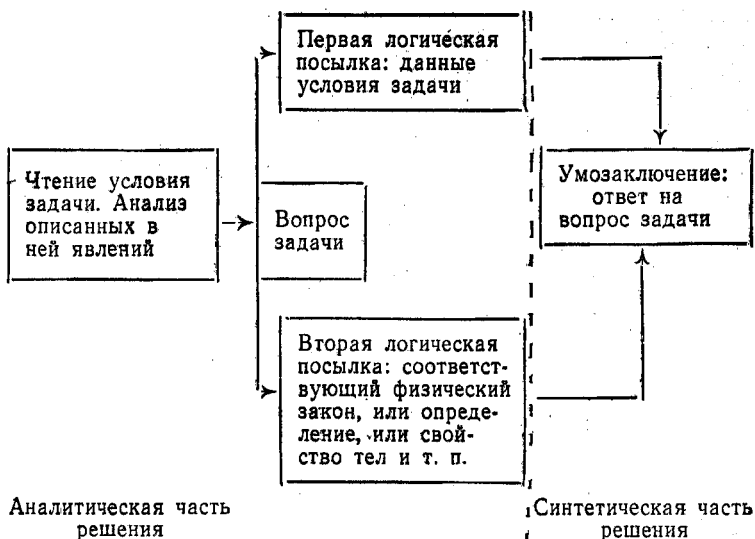 Первая логическая
посылка: данные
условия задачи
Чтение условия
задачи. Анализ
описанных в
ней явлений
Вопрос
задачи
Умозаключение:
ответ на
вопрос задачи
Вторая логическая
посылка: соответст-
вующий физический
закон, или опреде-
ление, или свой-
ство тел и т. п.
Аналитическая часть
решения
Синтетическая часть
решения